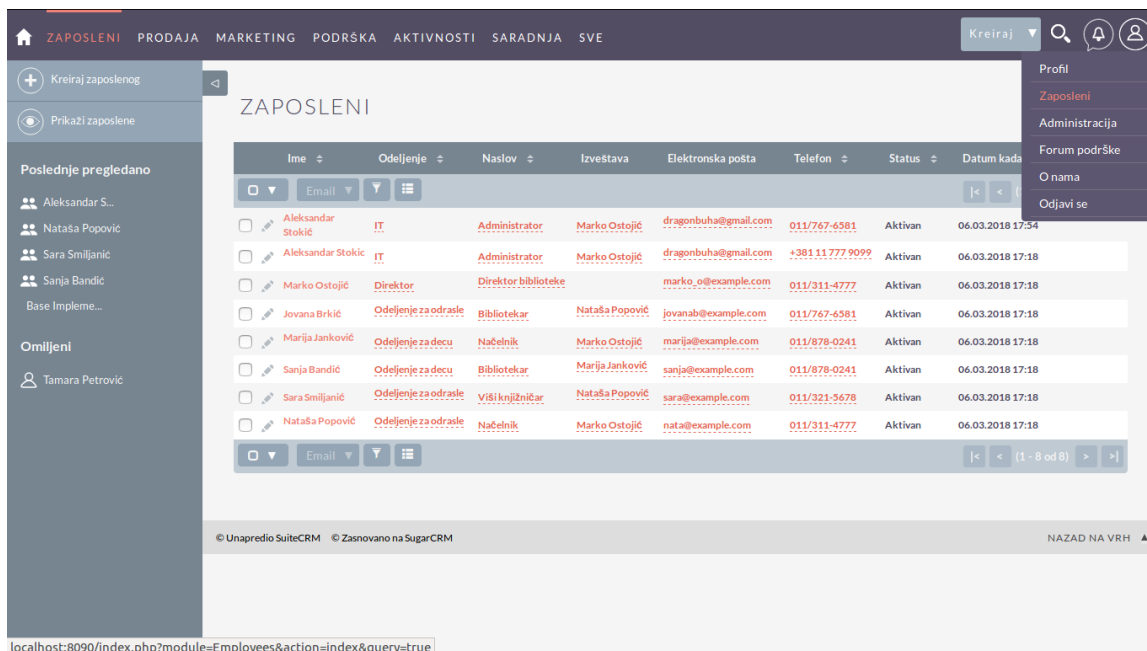 ZAPOSLENI PRODAJA MARKETING PODRŠKA AKTIVNOSTI SARADNJA SVE Kreiraj
Profil
Zaposleni
Administracija
Forum podrške
O nama
Odjavi se
Kreiraj zaposlenog
Prikaži zaposlene
Poslednje pregledano
Aleksandar S...
Nataša Popović
Sara Smiljanić
Sanja Bandić
Base Impleme...
Omiljeni
Tamara Petrović
ZAPOSLENI
Ime Odeljenje Naslov Izveštava Elektronska pošta Telefon Status Datum kada
Email
Aleksandar Stokić IT Administrator Marko Ostojić dragonbuha@gmail.com 011/767-6581 Aktivan 06.03.2018 17:54
Aleksandar Stokic IT Administrator Marko Ostojić dragonbuha@gmail.com +381 11 777 9099 Aktivan 06.03.2018 17:18
Marko Ostojić Direktor Direktor biblioteke marko_o@example.com 011/311-4777 Aktivan 06.03.2018 17:18
Jovana Brkić Odeljenje za odrasle Bibliotekar Nataša Popović jovanab@example.com 011/767-6581 Aktivan 06.03.2018 17:18
Marija Janković Odeljenje za decu Načelnik Marko Ostojić marija@example.com 011/878-0241 Aktivan 06.03.2018 17:18
Sanja Bandić Odeljenje za decu Bibliotekar Marija Janković sanja@example.com 011/878-0241 Aktivan 06.03.2018 17:18
Sara Smiljanić Odeljenje za odrasle Viši knjižničar Nataša Popović sara@example.com 011/321-5678 Aktivan 06.03.2018 17:18
Nataša Popović Odeljenje za odrasle Načelnik Marko Ostojić nata@example.com 011/311-4777 Aktivan 06.03.2018 17:18
Email (1 - 8 od 8)
© Unapredio SuiteCRM © Zasnovano na SugarCRM NAZAD NA VRH
localhost:8090/index.php?module=Employees&action=index&query=true